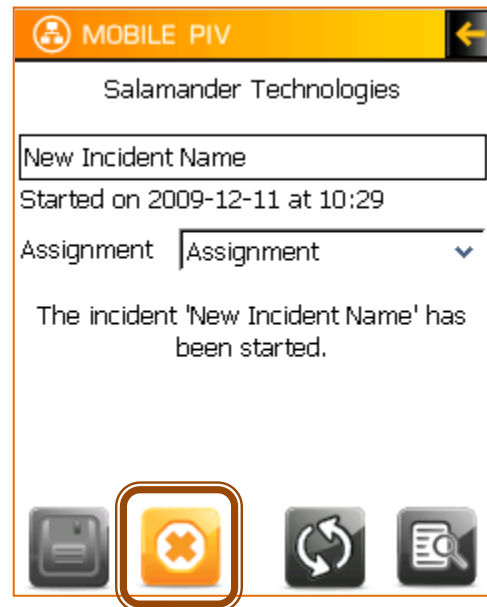 MOBILE PIV
Salamander Technologies
New Incident Name
Started on 2009-12-11 at 10:29
Assignment Assignment
The incident 'New Incident Name' has
been started.